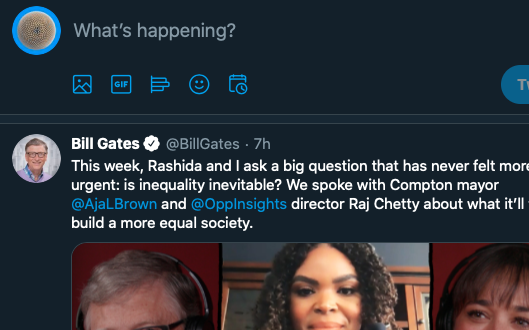 What's happening?
GIF
Tw
Bill Gates @BillGates · 7h
This week, Rashida and I ask a big question that has never felt more
urgent: is inequality inevitable? We spoke with Compton mayor
@AjaLBrown and @OppInsights director Raj Chetty about what it'll
build a more equal society.